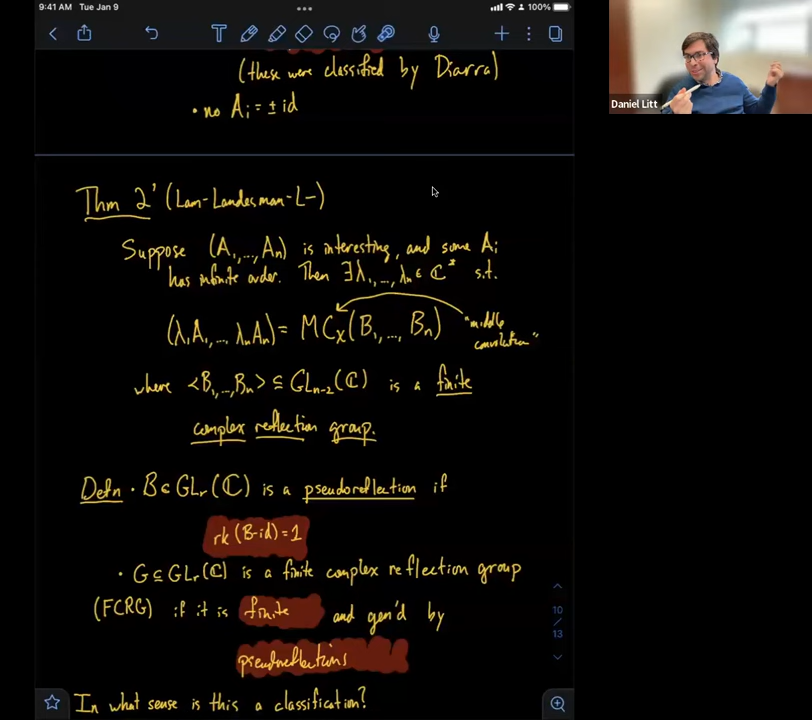 9:41 AM Tue Jan 9
100%
(these were classified by Diarra)
• no Aᵢ = ± id
Thm 2' (Lam-Landesman-L-)
Suppose (A₁,...,Aₙ) is interesting, and some Aᵢ
has infinite order. Then ∃λ₁,...,λₙ ∈ ℂˣ s.t.
(λ₁A₁,...,λₙAₙ) = MC_χ(B₁,...,Bₙ)
"middle
convolution"
where <B₁,...,Bₙ> ⊆ GLₙ₋₂(ℂ) is a finite
complex reflection group.
Defn • B∈GLᵣ(ℂ) is a pseudoreflection if
rk(B-id)=1
• G⊆GLᵣ(ℂ) is a finite complex reflection group
(FCRG) if it is finite and gen'd by
pseudoreflections
In what sense is this a classification?
10
/
13
Daniel Litt